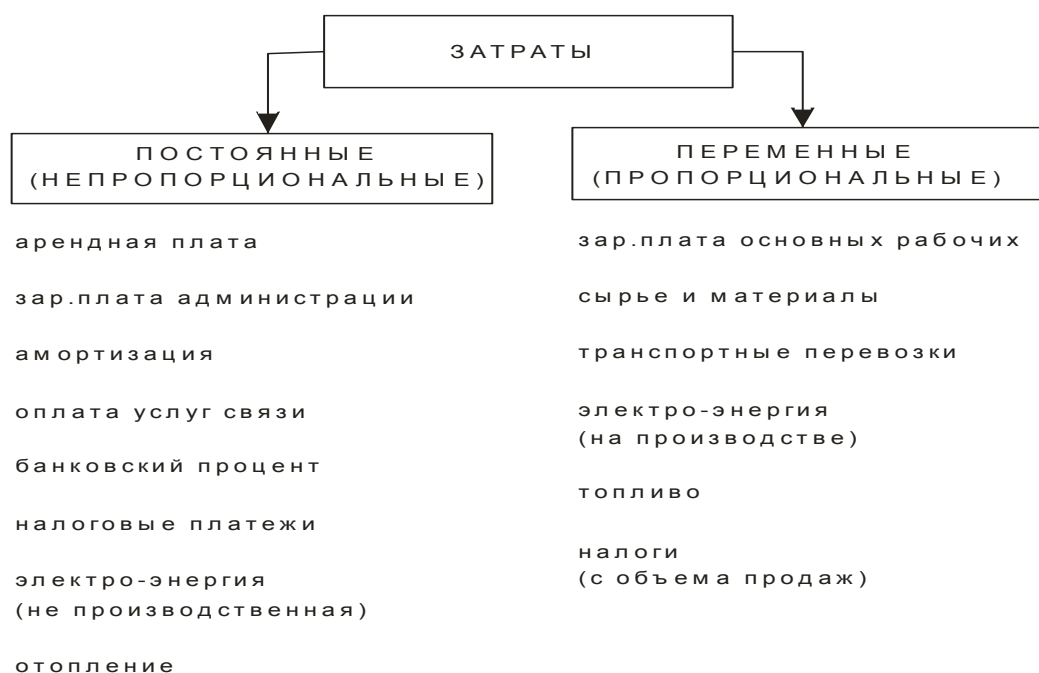 ЗАТРАТЫ
ПОСТОЯННЫЕ
(НЕПРОПОРЦИОНАЛЬНЫЕ)
арендная плата
зар.плата администрации
амортизация
оплата услуг связи
банковский процент
налоговые платежи
электро-энергия
(не производственная)
отопление
ПЕРЕМЕННЫЕ
(ПРОПОРЦИОНАЛЬНЫЕ)
зар.плата основных рабочих
сырье и материалы
транспортные перевозки
электро-энергия
(на производстве)
топливо
налоги
(с объема продаж)